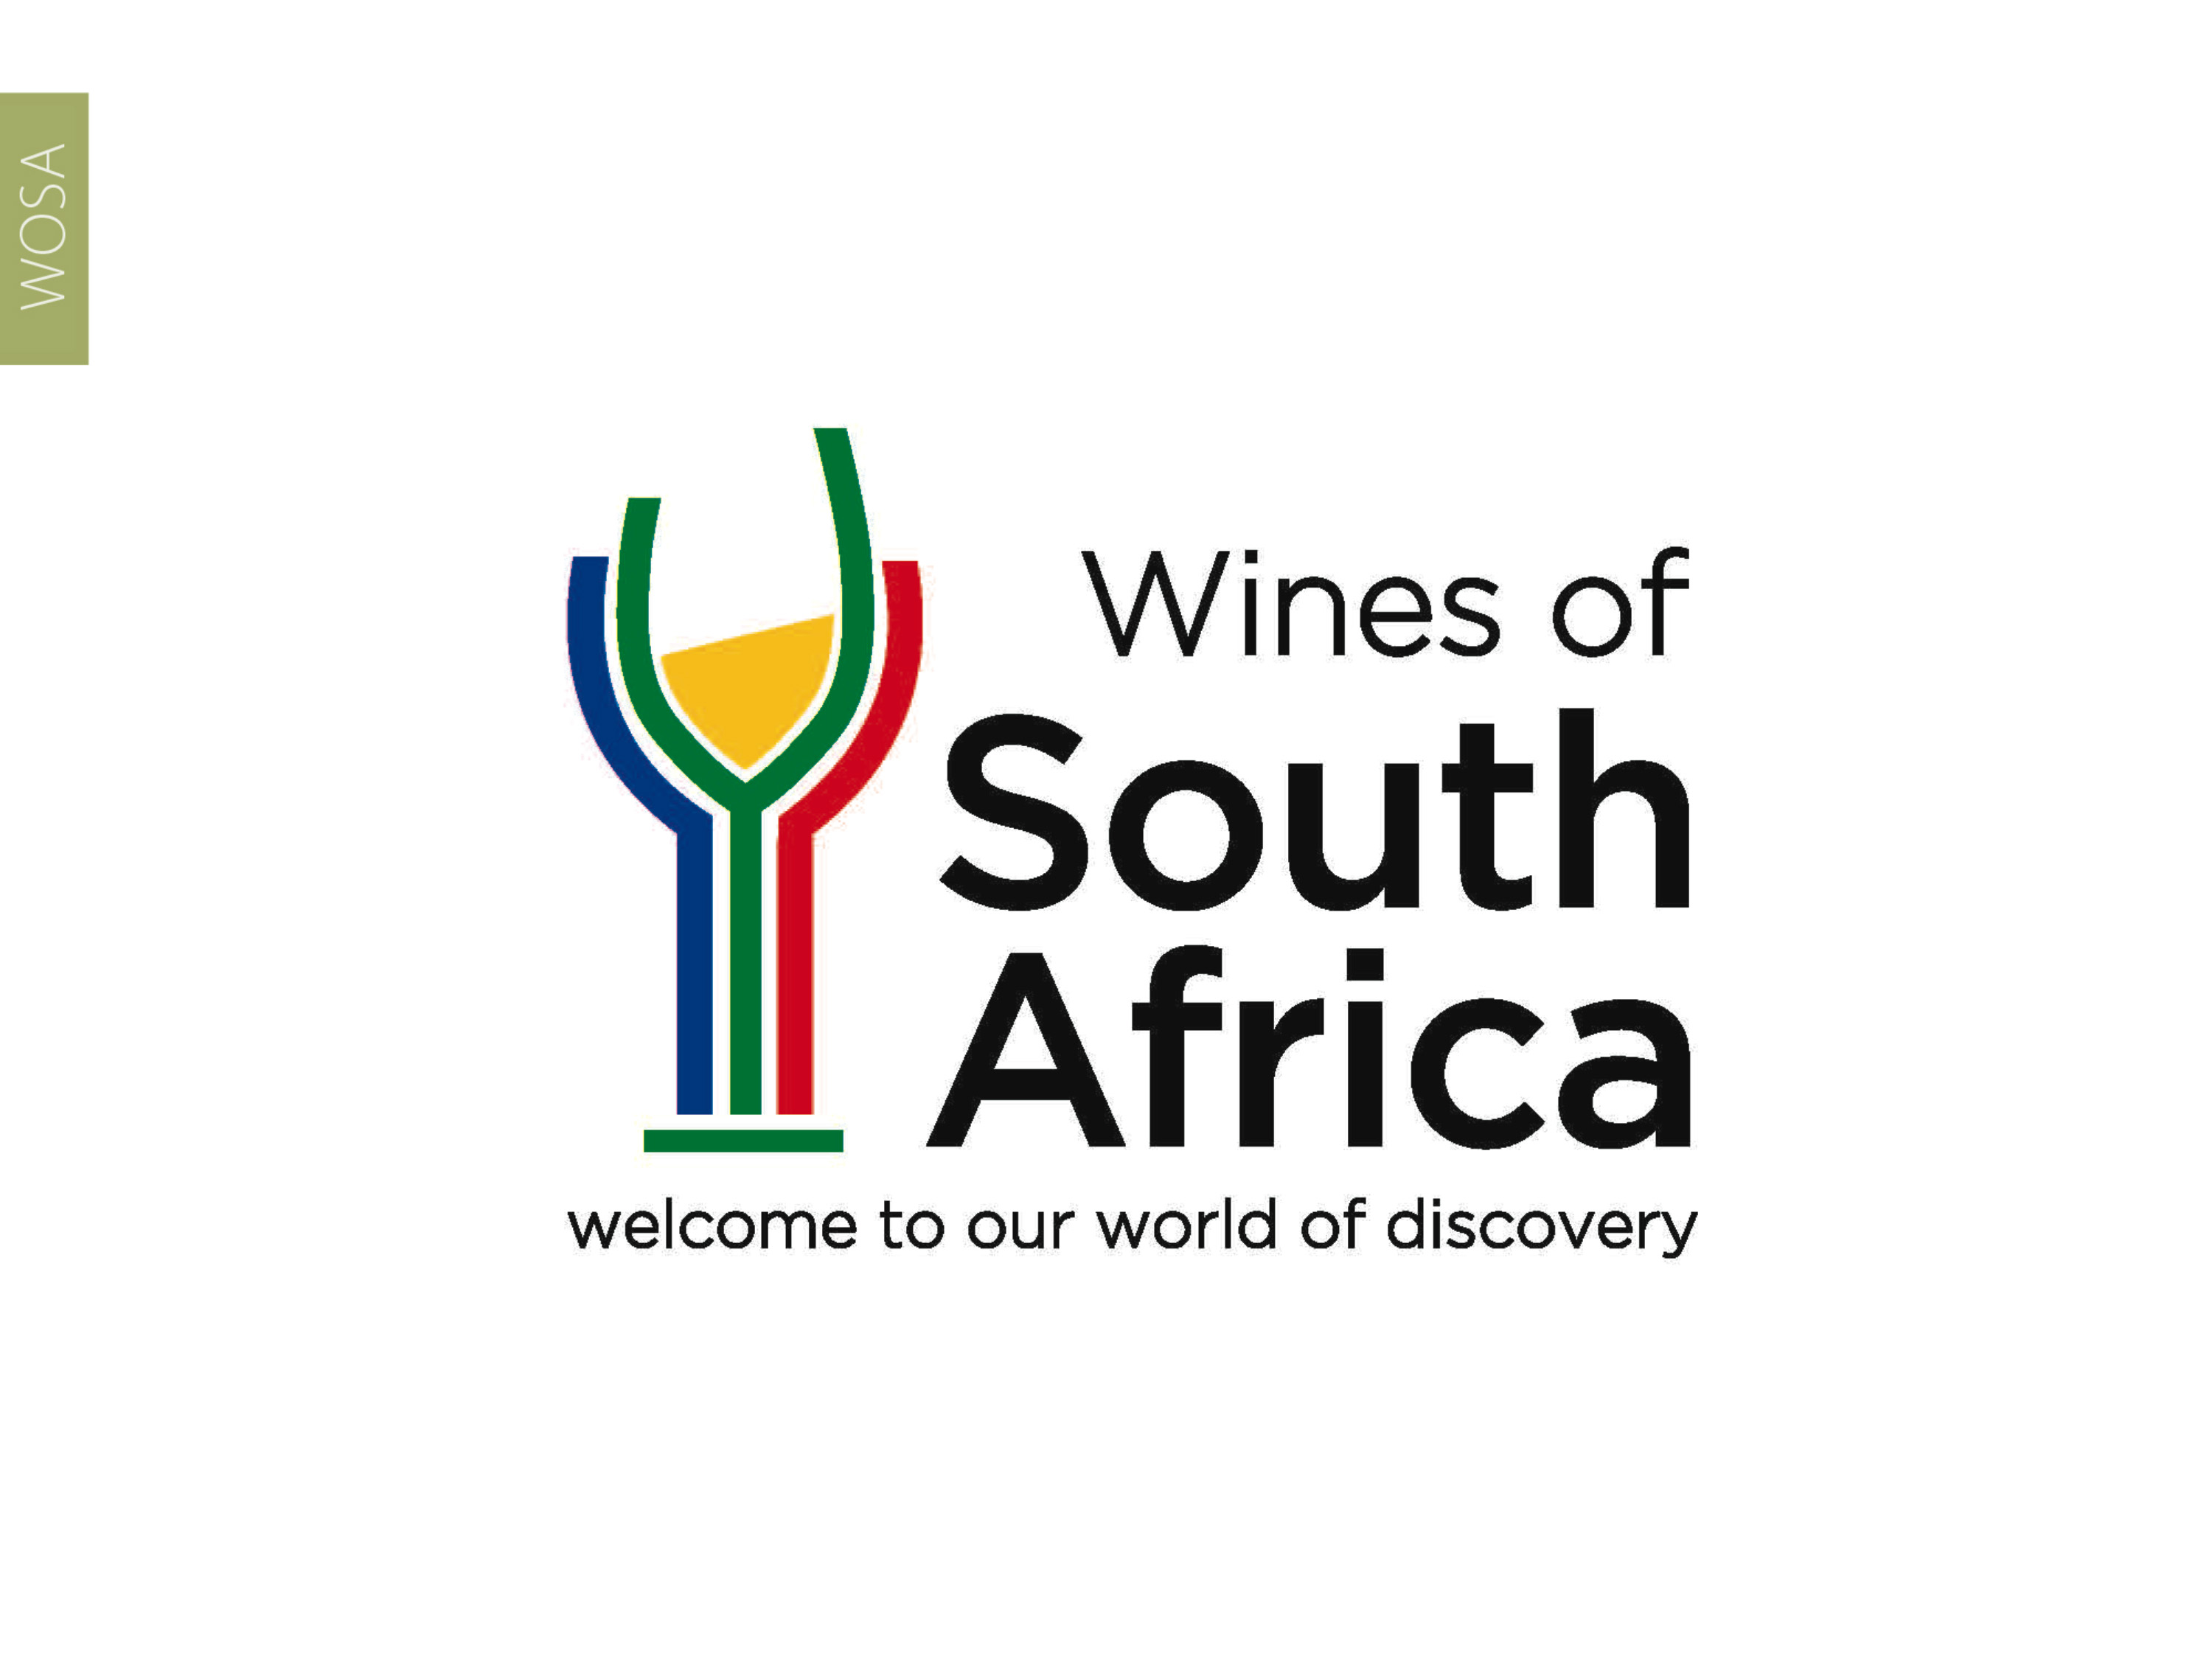 WOSA
Wines of
South
Africa
welcome to our world of discovery